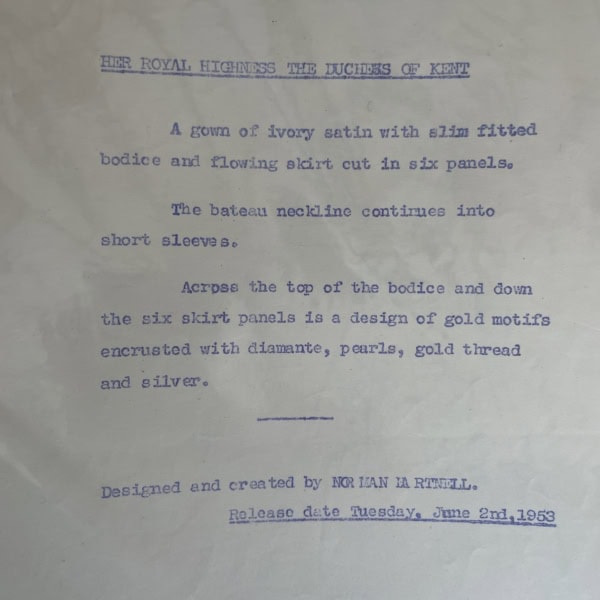 HER ROYAL HIGHNESS THE DUCHESS OF KENT
A gown of ivory satin with slim fitted
bodice and flowing skirt cut in six panels.
The bateau neckline continues into
short sleeves.
Across the top of the bodice and down
the six skirt panels is a design of gold motifs
encrusted with diamante, pearls, gold thread
and silver.
Designed and created by NORMAN HARTNELL.
Release date Tuesday, June 2nd,1953